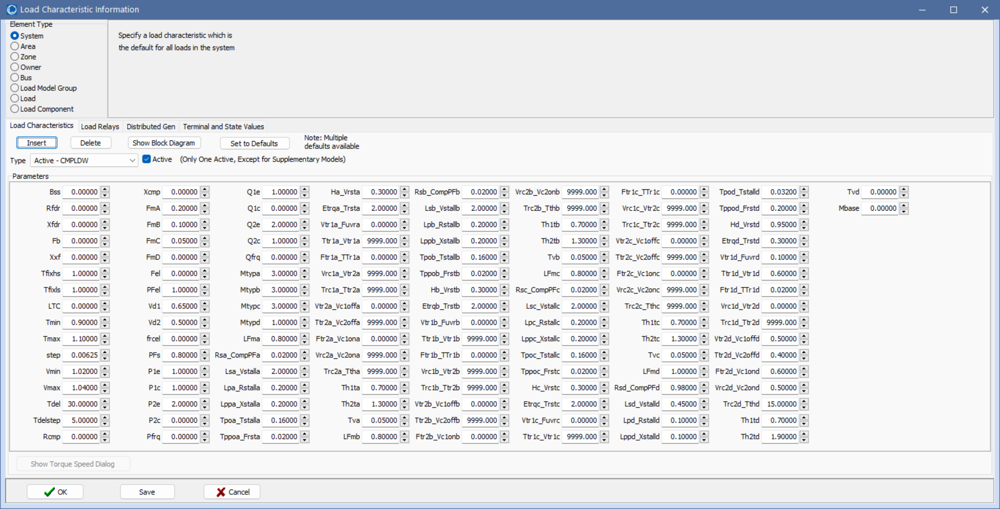 Load Characteristic Information
Element Type
System
Area
Zone
Owner
Bus
Load Model Group
Load
Load Component
Specify a load characteristic which is
the default for all loads in the system
Load Characteristics Load Relays Distributed Gen Terminal and State Values
Insert Delete Show Block Diagram Set to Defaults Note: Multiple
defaults available
Type Active - CMPLDW Active (Only One Active, Except for Supplementary Models)
Parameters
Bss 0.00000 Xcmp 0.00000 Q1e 1.00000 Ha_Vrsta 0.30000 Rsb_CompPFb 0.02000 Vrc2b_Vc2onb 9999.000 Ftr1c_TTr1c 0.00000 Tpod_Tstalld 0.03200 Tvd 0.00000
Rfdr 0.00000 FmA 0.20000 Q1c 0.00000 Etrqa_Trsta 2.00000 Lsb_Vstallb 2.00000 Trc2b_Tthb 9999.000 Vrc1c_Vtr2c 9999.000 Tppod_Frstd 0.20000 Mbase 0.00000
Xfdr 0.00000 FmB 0.10000 Q2e 2.00000 Vtr1a_Fuvra 0.00000 Lpb_Rstallb 0.20000 Th1tb 0.70000 Trc1c_Ttr2c 9999.000 Hd_Vrstd 0.95000
Fb 0.00000 FmC 0.05000 Q2c 1.00000 Ttr1a_Vtr1a 9999.000 Lppb_Xstallb 0.20000 Th2tb 1.30000 Vtr2c_Vc1offc 0.00000 Etrqd_Trstd 0.30000
Xxf 0.00000 FmD 0.00000 Qfrq 0.00000 Ftr1a_TTr1a 0.00000 Tpob_Tstallb 0.16000 Tvb 0.05000 Ttr2c_Vc2offc 9999.000 Vtr1d_Fuvrd 0.10000
Tfixhs 1.00000 Fel 0.00000 Mtypa 3.00000 Vrc1a_Vtr2a 9999.000 Tppob_Frstb 0.02000 LFmc 0.80000 Ftr2c_Vc1onc 0.00000 Ttr1d_Vtr1d 0.60000
Tfixls 1.00000 PFel 1.00000 Mtypb 3.00000 Trc1a_Ttr2a 9999.000 Hb_Vrstb 0.30000 Rsc_CompPFc 0.02000 Vrc2c_Vc2onc 9999.000 Ftr1d_TTr1d 0.02000
LTC 0.00000 Vd1 0.65000 Mtypc 3.00000 Vtr2a_Vc1offa 0.00000 Etrqb_Trstb 2.00000 Lsc_Vstallc 2.00000 Trc2c_Tthc 9999.000 Vrc1d_Vtr2d 0.00000
Tmin 0.90000 Vd2 0.50000 Mtypd 1.00000 Ttr2a_Vc2offa 9999.000 Vtr1b_Fuvrb 0.00000 Lpc_Rstallc 0.20000 Th1tc 0.70000 Trc1d_Ttr2d 9999.000
Tmax 1.10000 frcel 0.00000 LFma 0.80000 Ftr2a_Vc1ona 0.00000 Ttr1b_Vtr1b 9999.000 Lppc_Xstallc 0.20000 Th2tc 1.30000 Vtr2d_Vc1offd 0.50000
step 0.00625 PFs 0.80000 Rsa_CompPFa 0.02000 Vrc2a_Vc2ona 9999.000 Ftr1b_TTr1b 0.00000 Tpoc_Tstallc 0.16000 Tvc 0.05000 Ttr2d_Vc2offd 0.40000
Vmin 1.02000 P1e 1.00000 Lsa_Vstalla 2.00000 Trc2a_Ttha 9999.000 Vrc1b_Vtr2b 9999.000 Tppoc_Frstc 0.02000 LFmd 1.00000 Ftr2d_Vc1ond 0.60000
Vmax 1.04000 P1c 1.00000 Lpa_Rstalla 0.20000 Th1ta 0.70000 Trc1b_Ttr2b 9999.000 Hc_Vrstc 0.30000 Rsd_CompPFd 0.98000 Vrc2d_Vc2ond 0.50000
Tdel 30.00000 P2e 2.00000 Lppa_Xstalla 0.20000 Th2ta 1.30000 Vtr2b_Vc1offb 0.00000 Etrqc_Trstc 2.00000 Lsd_Vstalld 0.45000 Trc2d_Tthd 15.00000
Tdelstep 5.00000 P2c 0.00000 Tpoa_Tstalla 0.16000 Tva 0.05000 Ttr2b_Vc2offb 9999.000 Vtr1c_Fuvrc 0.00000 Lpd_Rstalld 0.10000 Th1td 0.70000
Rcmp 0.00000 Pfrq 0.00000 Tppoa_Frsta 0.02000 LFmb 0.80000 Ftr2b_Vc1onb 0.00000 Ttr1c_Vtr1c 9999.000 Lppd_Xstalld 0.10000 Th2td 1.90000
Show Torque Speed Dialog
OK Save Cancel